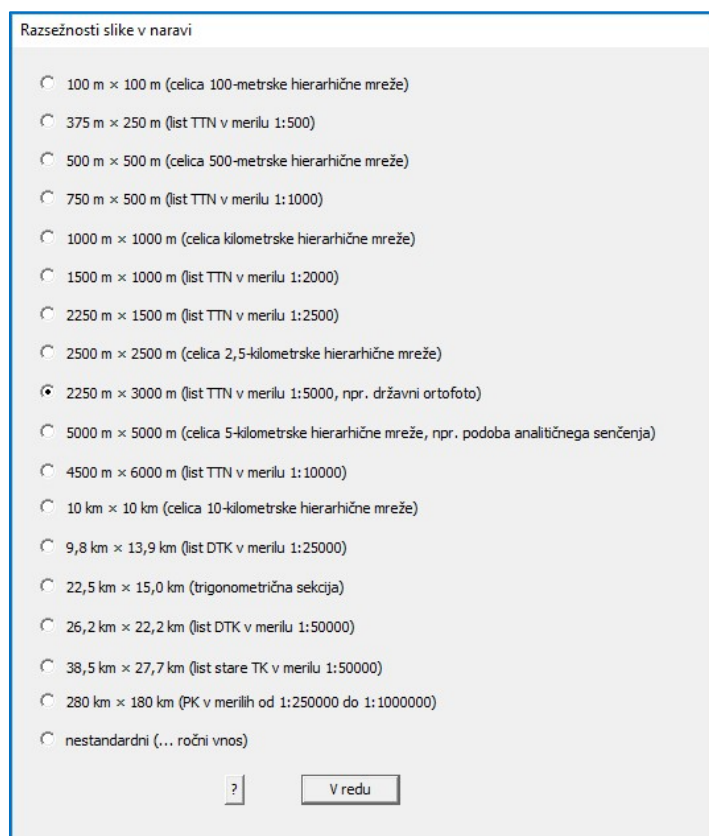 Razsežnosti slike v naravi
100 m × 100 m (celica 100-metrske hierarhične mreže)
375 m × 250 m (list TTN v merilu 1:500)
500 m × 500 m (celica 500-metrske hierarhične mreže)
750 m × 500 m (list TTN v merilu 1:1000)
1000 m × 1000 m (celica kilometrske hierarhične mreže)
1500 m × 1000 m (list TTN v merilu 1:2000)
2250 m × 1500 m (list TTN v merilu 1:2500)
2500 m × 2500 m (celica 2,5-kilometrske hierarhične mreže)
2250 m × 3000 m (list TTN v merilu 1:5000, npr. državni ortofoto)
5000 m × 5000 m (celica 5-kilometrske hierarhične mreže, npr. podoba analitičnega senčenja)
4500 m × 6000 m (list TTN v merilu 1:10000)
10 km × 10 km (celica 10-kilometrske hierarhične mreže)
9,8 km × 13,9 km (list DTK v merilu 1:25000)
22,5 km × 15,0 km (trigonometrična sekcija)
26,2 km × 22,2 km (list DTK v merilu 1:50000)
38,5 km × 27,7 km (list stare TK v merilu 1:50000)
280 km × 180 km (PK v merilih od 1:250000 do 1:1000000)
nestandardni (... ročni vnos)
? V redu